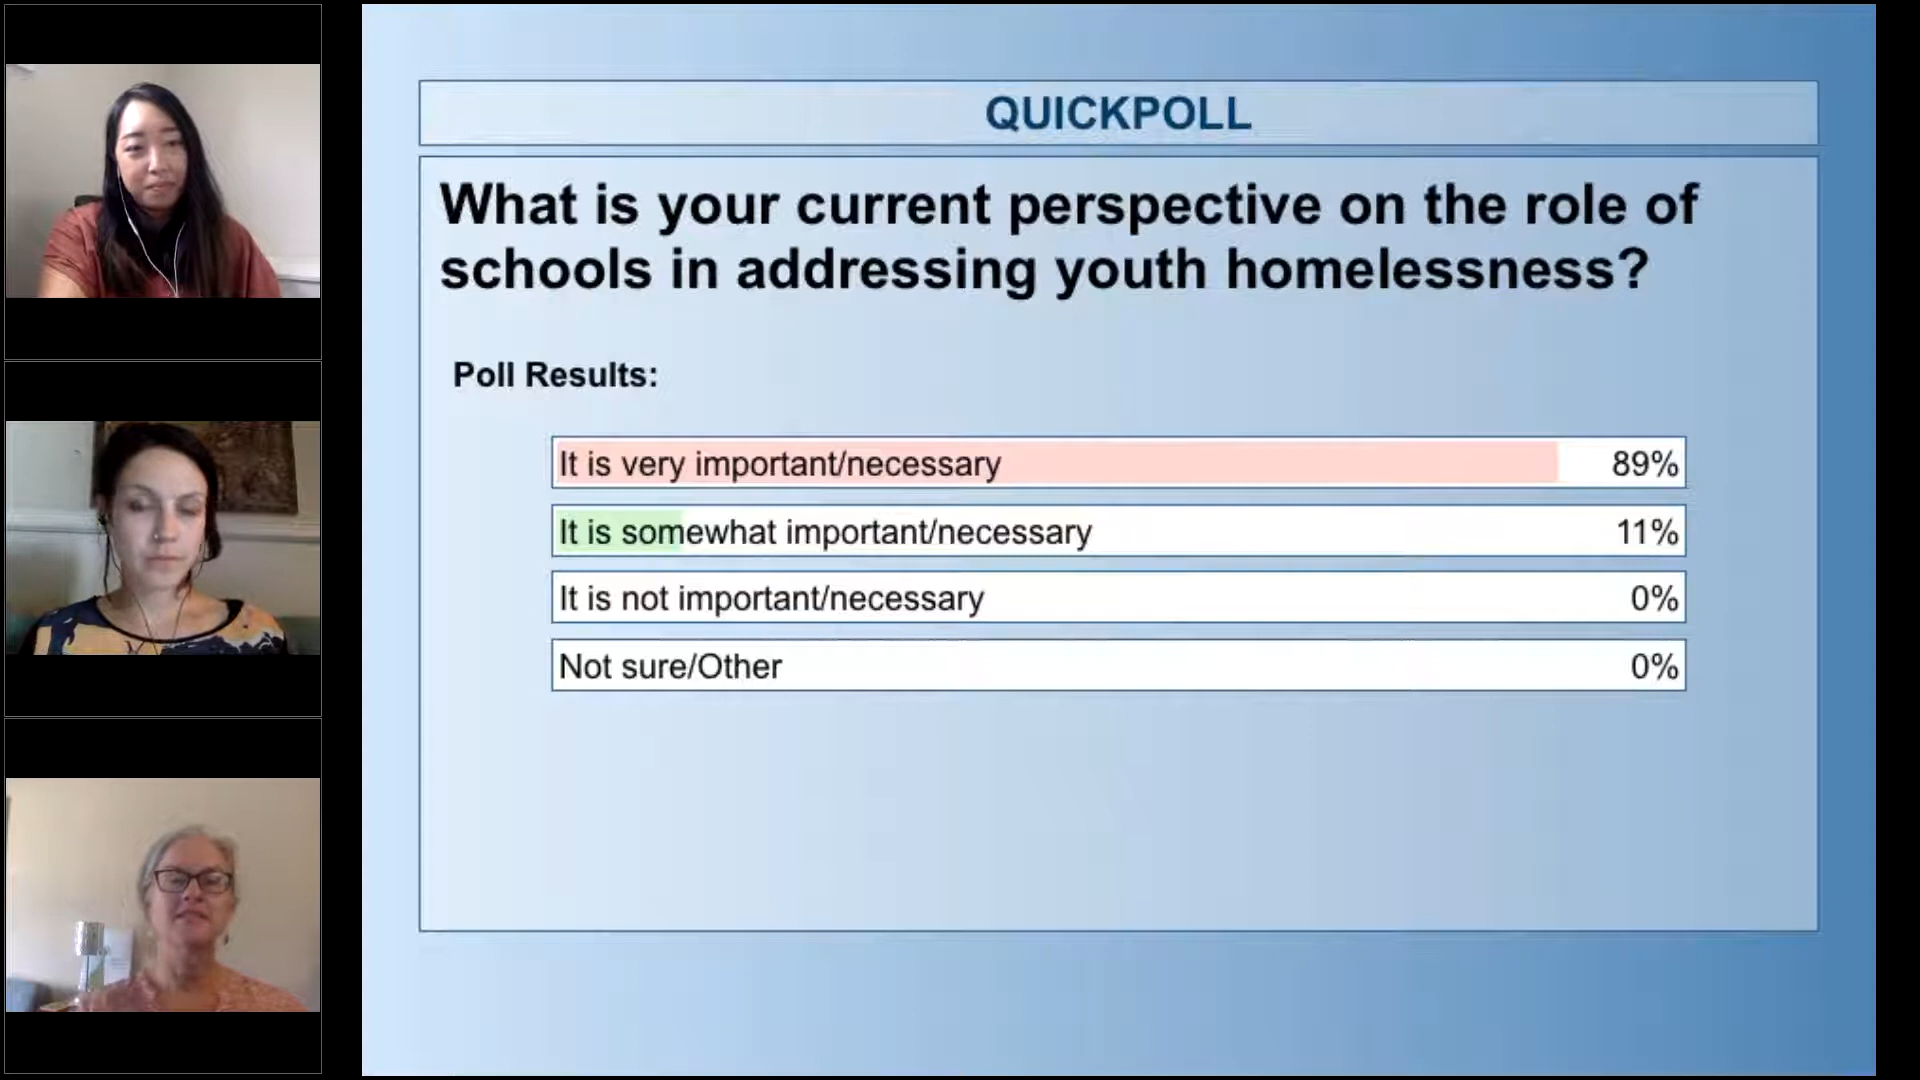 QUICKPOLL
What is your current perspective on the role of
schools in addressing youth homelessness?
Poll Results:
It is very important/necessary 89%
It is somewhat important/necessary 11%
It is not important/necessary 0%
Not sure/Other 0%